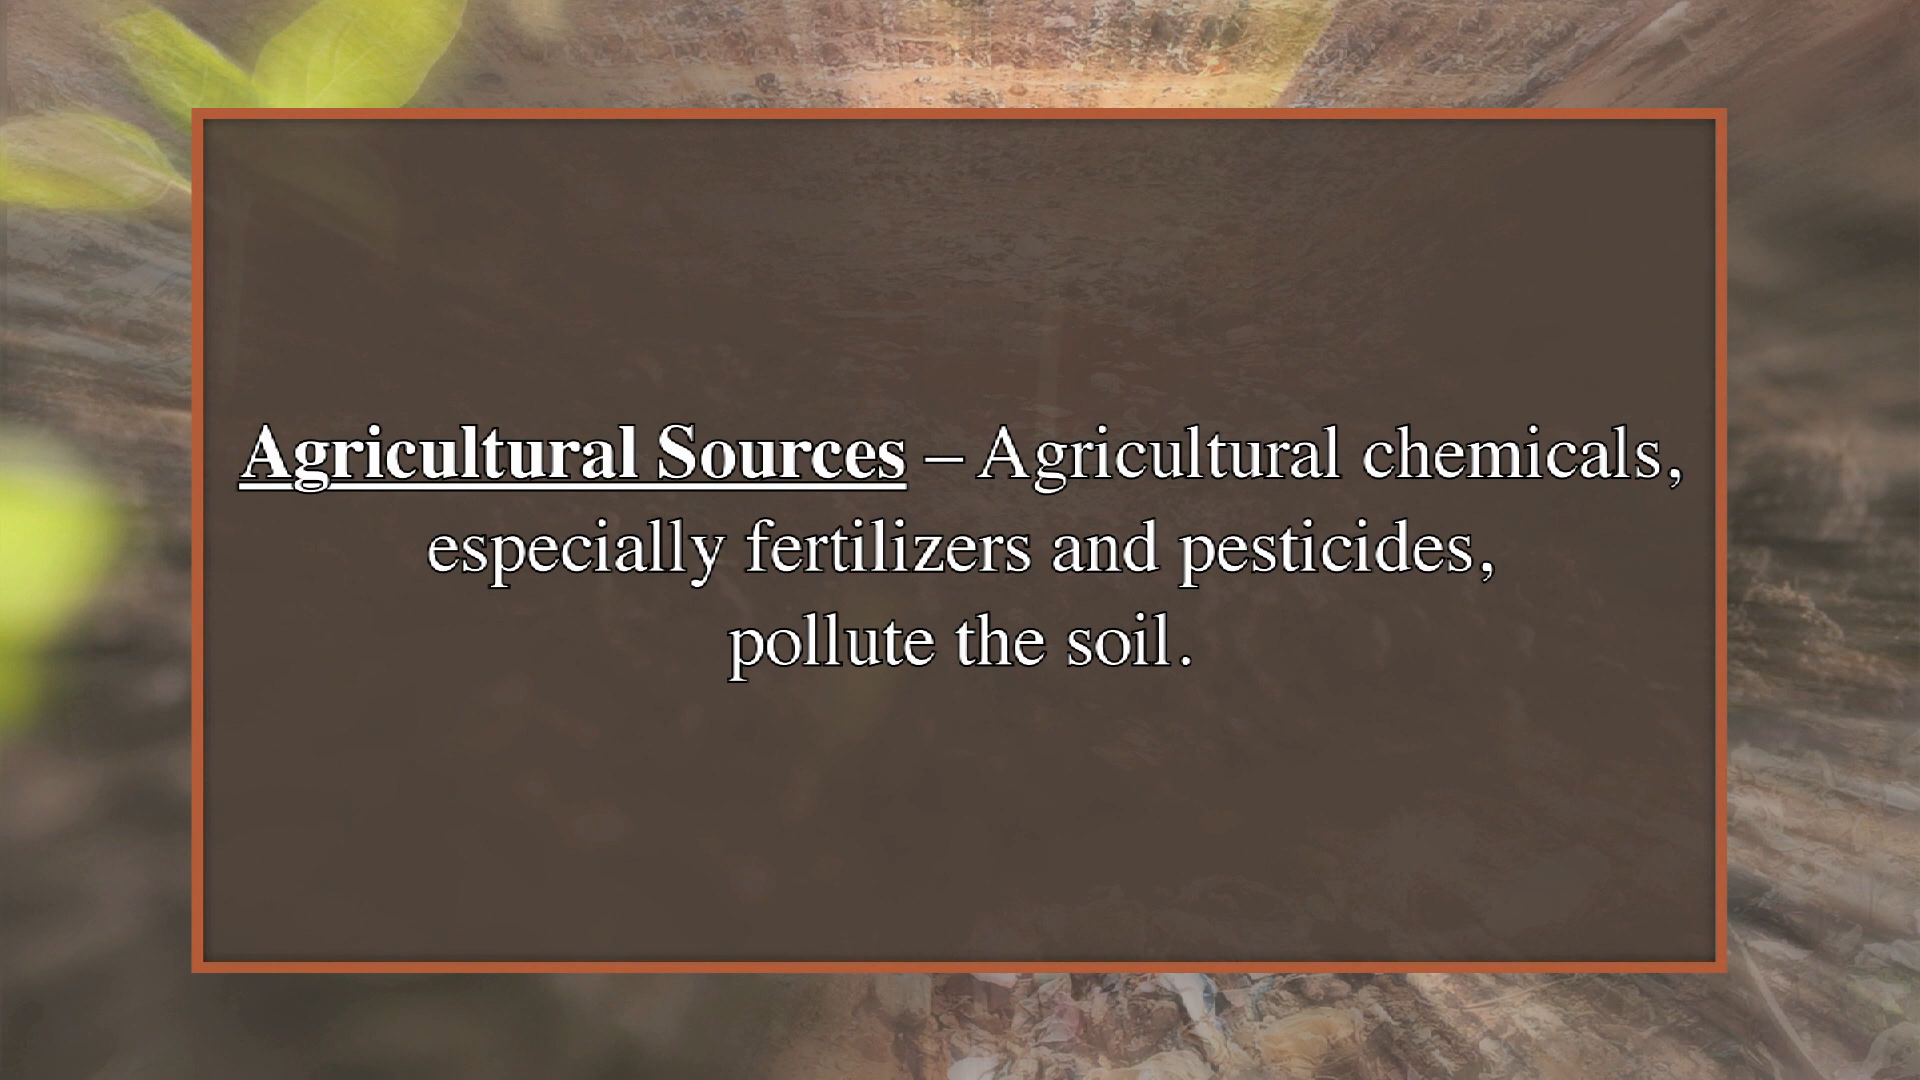 Agricultural Sources – Agricultural chemicals,
especially fertilizers and pesticides,
pollute the soil.